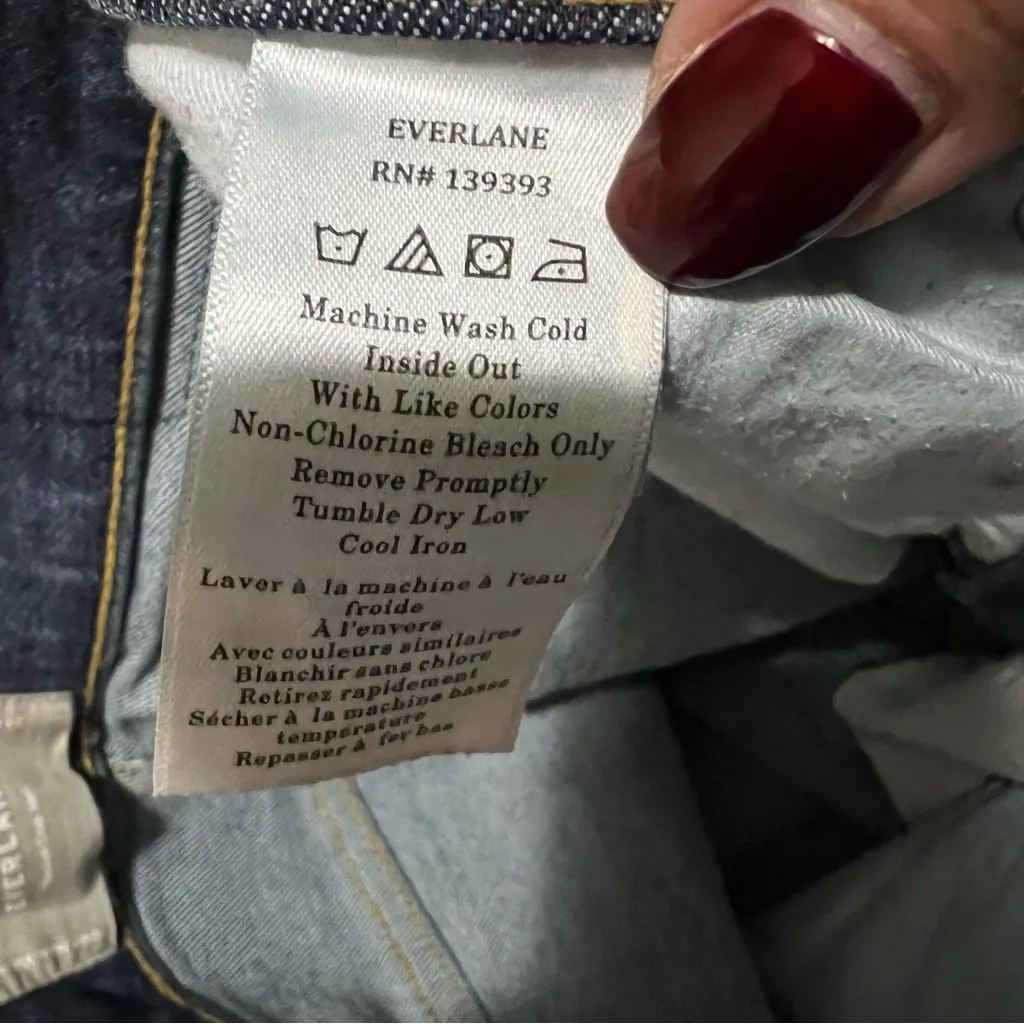 EVERLANE
RN# 139393
Machine Wash Cold
Inside Out
With Like Colors
Non-Chlorine Bleach Only
Remove Promptly
Tumble Dry Low
Cool Iron
Laver à la machine à l'eau
froide
À l'envers
Avec couleurs similaires
Blanchir sans chlore
Retirez rapidement
Sécher à la machine basse
température
Repasser à fer bas